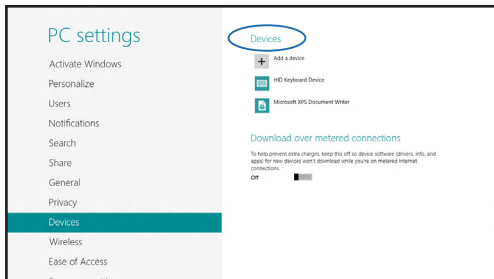 PC settings
Activate Windows
Personalize
Users
Notifications
Search
Share
General
Privacy
Devices
Wireless
Ease of Access
Devices
Add a device
HID Keyboard Device
Microsoft XPS Document Writer
Download over metered connections
To help prevent extra charges, keep this off so device software (drivers, info, and
apps) for new devices won't download while you're on metered Internet
connections.
Off